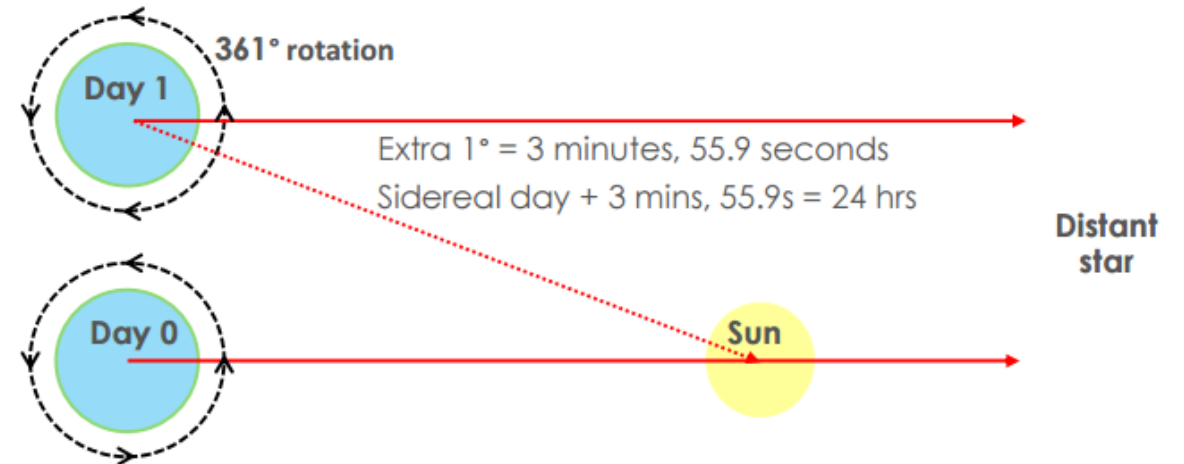 361° rotation
Day 1
Extra 1° = 3 minutes, 55.9 seconds
Sidereal day + 3 mins, 55.9s = 24 hrs
Distant
star
Day 0
Sun